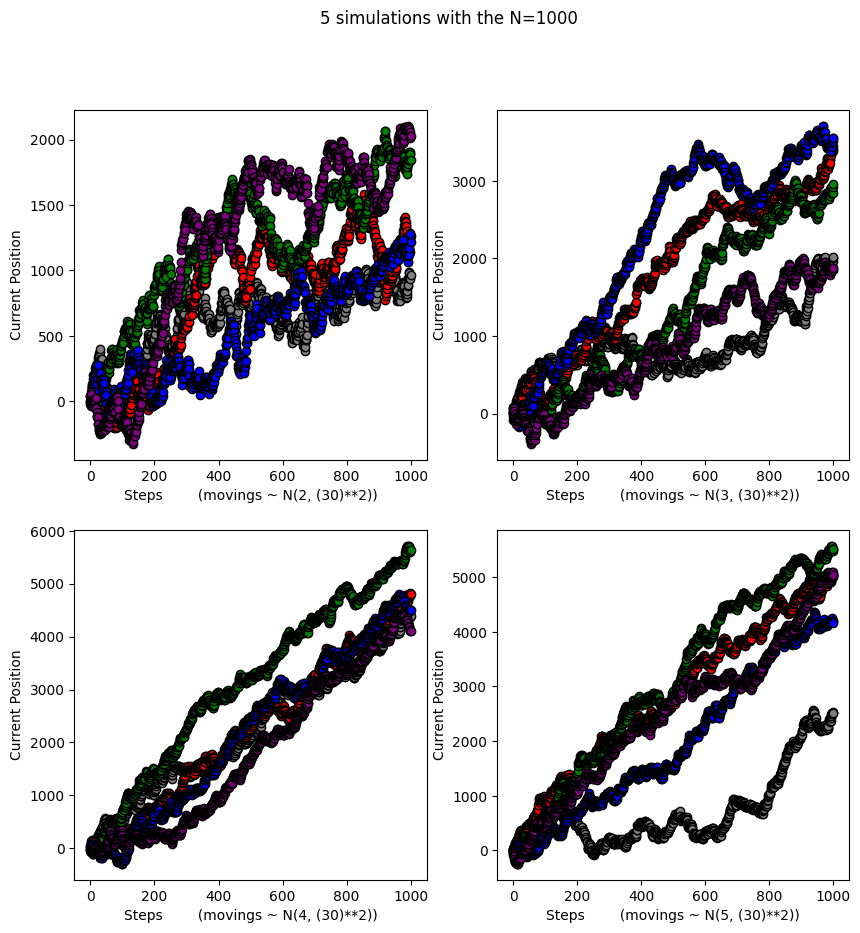 5 simulations with the N=1000
2000
1500
1000
500
0
Current Position
0 200 400 600 800 1000
Steps (movings ~ N(2, (30)**2))
3000
2000
1000
0
Current Position
0 200 400 600 800 1000
Steps (movings ~ N(3, (30)**2))
6000
5000
4000
3000
2000
1000
0
Current Position
0 200 400 600 800 1000
Steps (movings ~ N(4, (30)**2))
5000
4000
3000
2000
1000
0
Current Position
0 200 400 600 800 1000
Steps (movings ~ N(5, (30)**2))